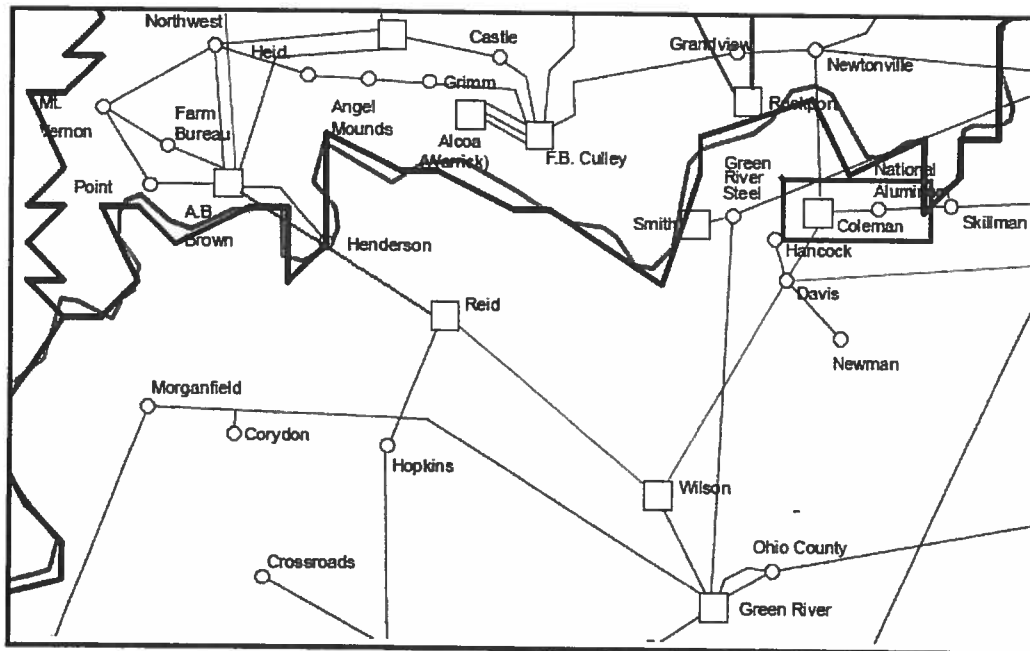 Northwest
Heid
Castle
Grandview
Newtonville
Grimm
Mt.
Vernon
Farm
Bureau
Angel
Mounds
Alcoa
(Warrick)
F.B. Culley
Rockport
Green
River
Steel
National
Aluminum
Point
A.B
Brown
Henderson
Smith
Coleman
Skillman
Hancock
Davis
Reid
Newman
Morganfield
Corydon
Hopkins
Wilson
Ohio County
Crossroads
Green River